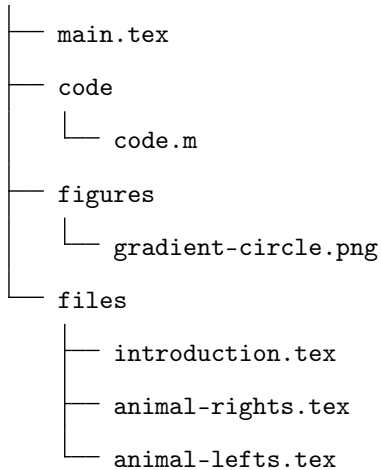 main.tex
code
code.m
figures
gradient-circle.png
files
introduction.tex
animal-rights.tex
animal-lefts.tex